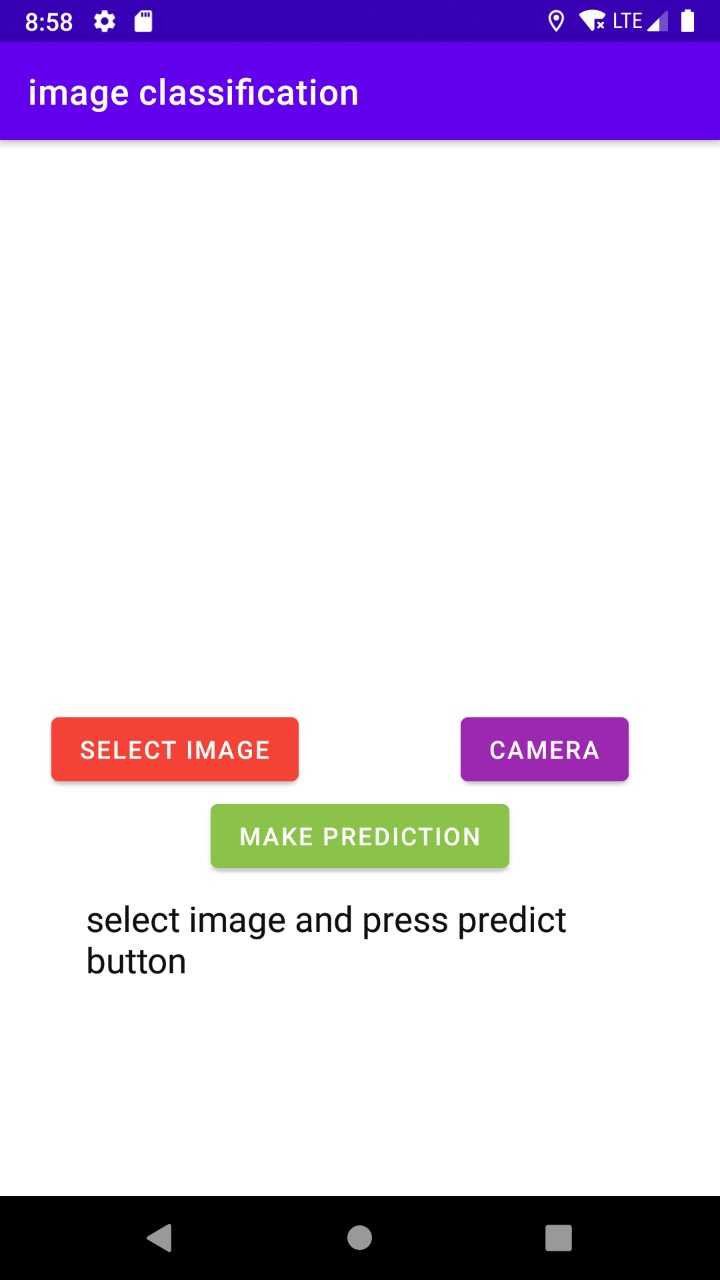 8:58 LTE
image classification
SELECT IMAGE CAMERA
MAKE PREDICTION
select image and press predict
button